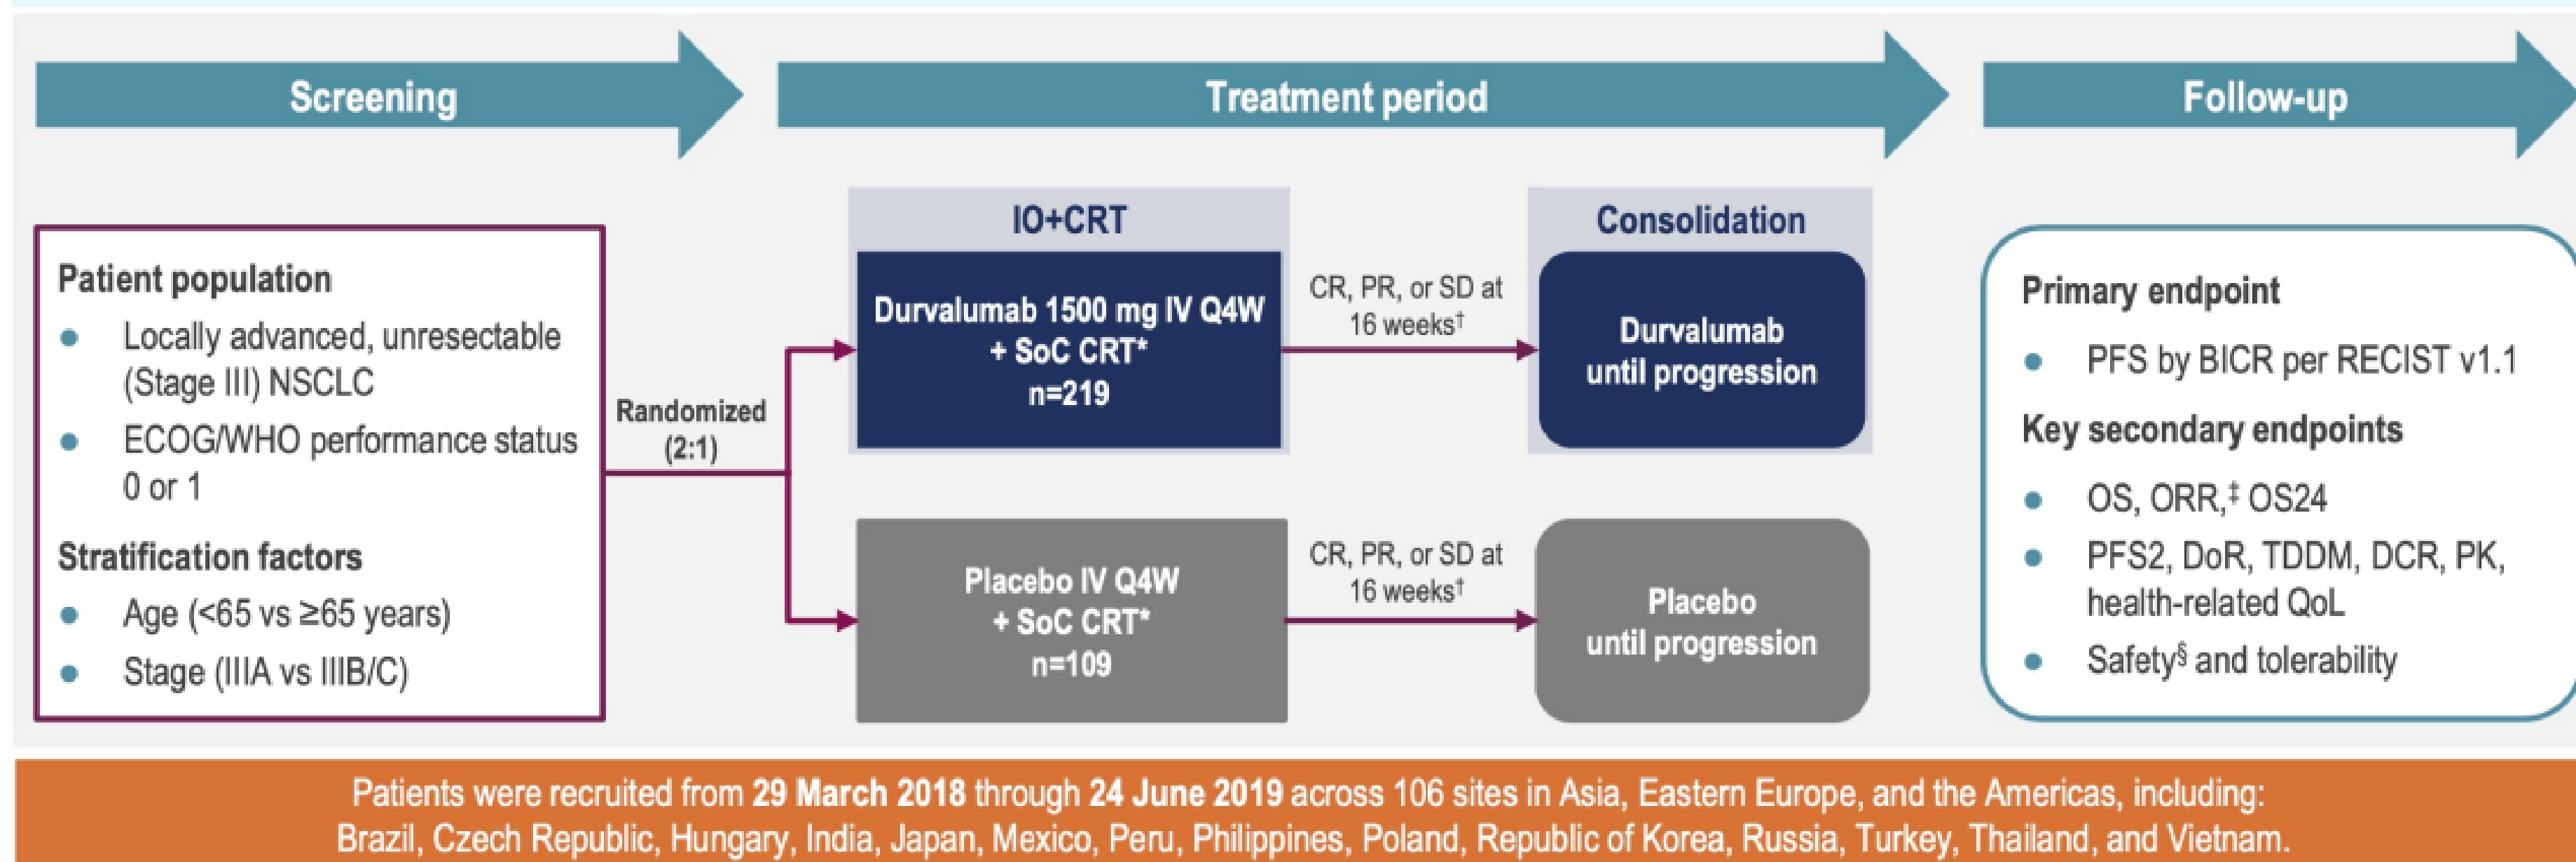 Screening
Treatment period
Follow-up
Patient population
Locally advanced, unresectable
(Stage III) NSCLC
ECOG/WHO performance status
0 or 1
Stratification factors
Age (<65 vs ≥65 years)
Stage (IIIA vs IIIB/C)
Randomized
(2:1)
IO+CRT
Durvalumab 1500 mg IV Q4W
+ SoC CRT*
n=219
CR, PR, or SD at
16 weeks†
Consolidation
Durvalumab
until progression
Placebo IV Q4W
+ SoC CRT*
n=109
CR, PR, or SD at
16 weeks†
Placebo
until progression
Primary endpoint
PFS by BICR per RECIST v1.1
Key secondary endpoints
OS, ORR,‡ OS24
PFS2, DoR, TDDM, DCR, PK,
health-related QoL
Safety§ and tolerability
Patients were recruited from 29 March 2018 through 24 June 2019 across 106 sites in Asia, Eastern Europe, and the Americas, including:
Brazil, Czech Republic, Hungary, India, Japan, Mexico, Peru, Philippines, Poland, Republic of Korea, Russia, Turkey, Thailand, and Vietnam.